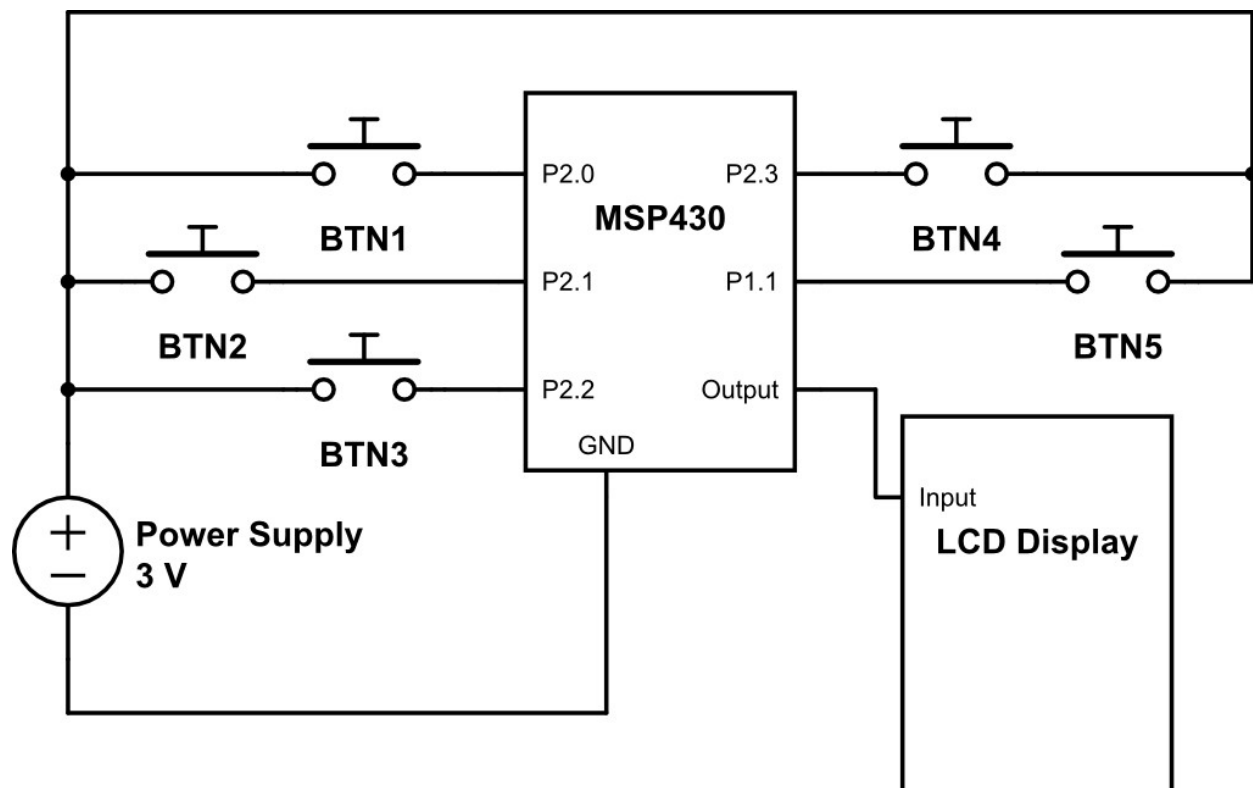 P2.0
P2.3
MSP430
BTN1
BTN4
P2.1
P1.1
BTN2
BTN5
P2.2
Output
GND
BTN3
Input
+
Power Supply
LCD Display
−
3 V